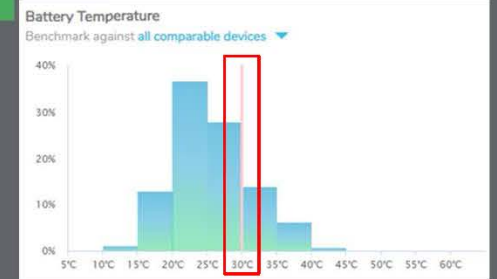 Battery Temperature
Benchmark against all comparable devices
40%
30%
20%
10%
0%
5°C 10°C 15°C 20°C 25°C 30°C 35°C 40°C 45°C 50°C 55°C 60°C